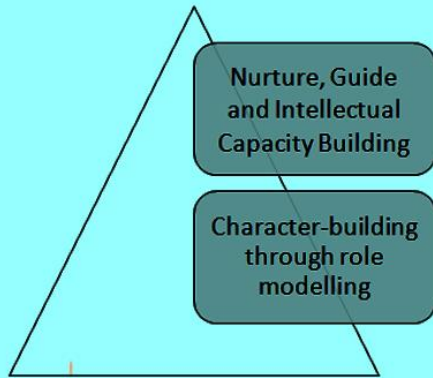 Nurture, Guide
and Intellectual
Capacity Building
Character-building
through role
modelling